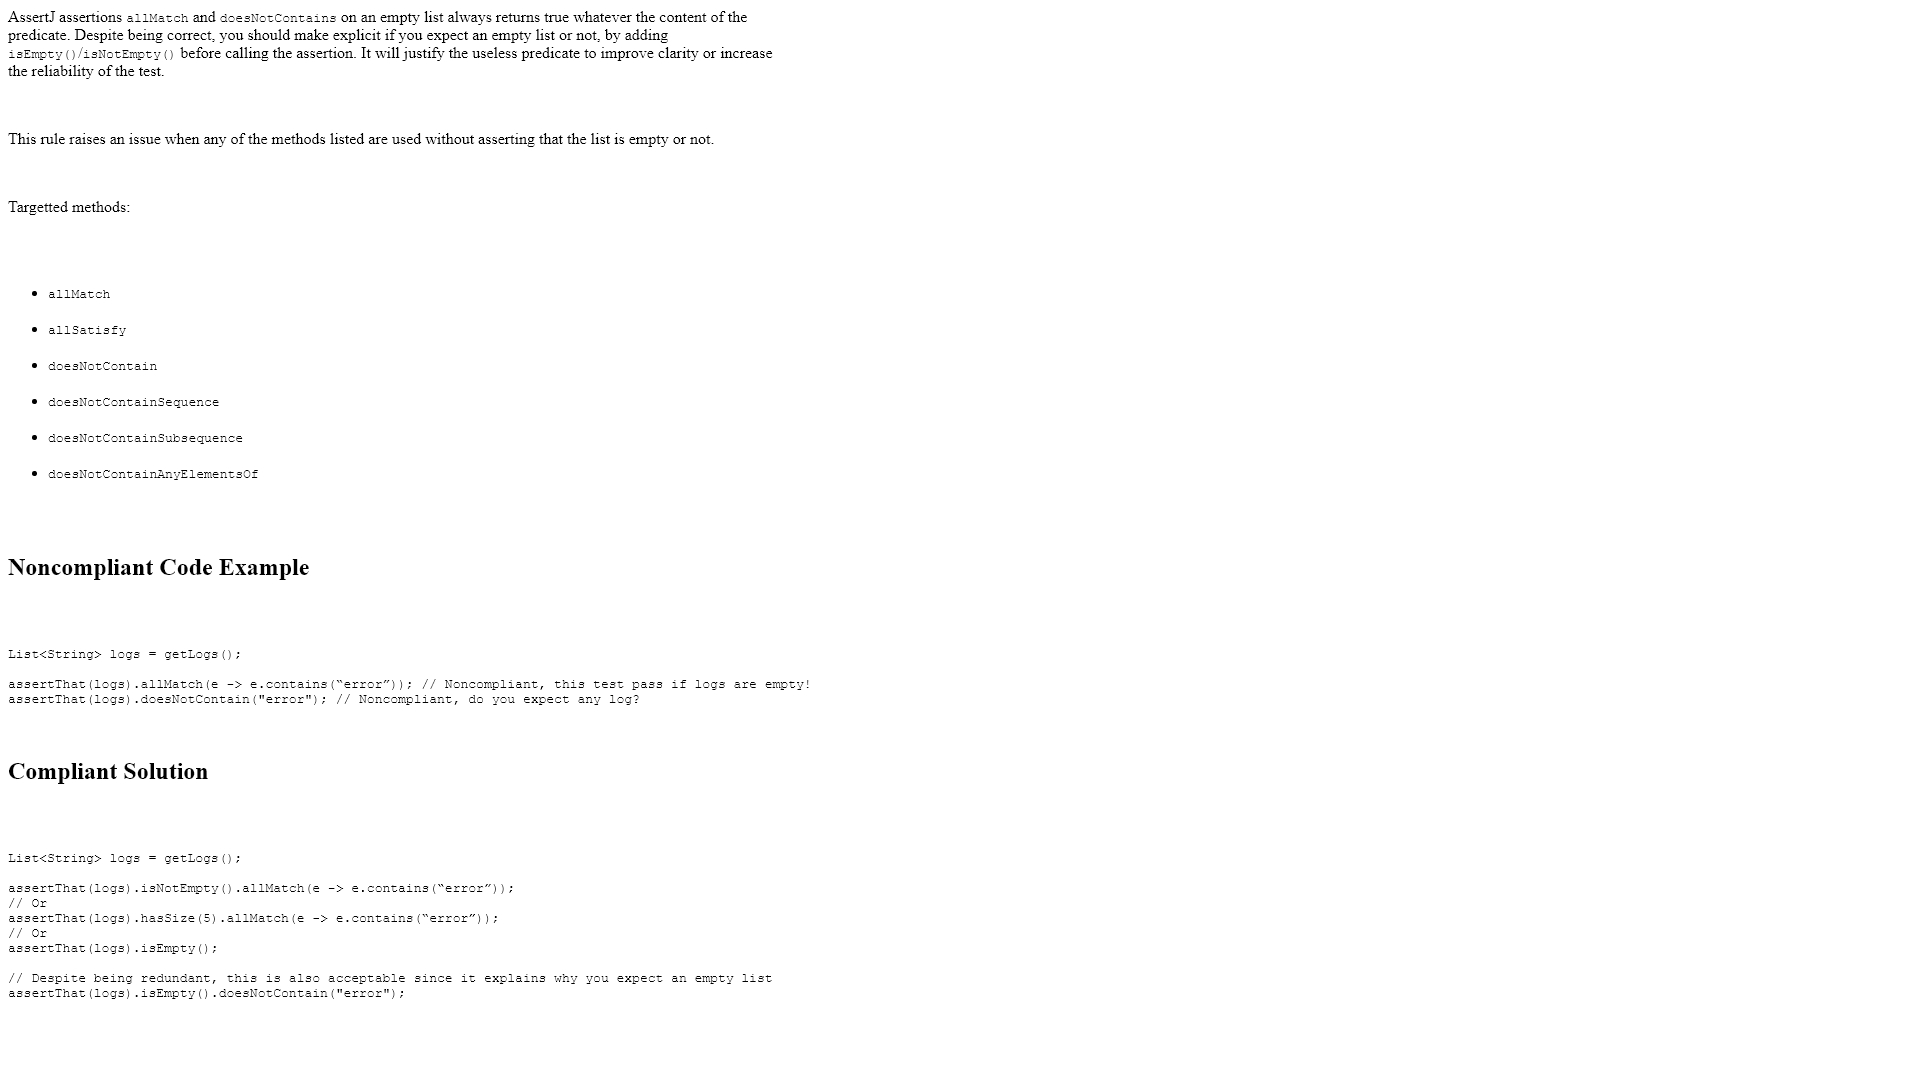 AssertJ assertions allMatch and doesNotContains on an empty list always returns true whatever the content of the
predicate. Despite being correct, you should make explicit if you expect an empty list or not, by adding
isEmpty()/isNotEmpty() before calling the assertion. It will justify the useless predicate to improve clarity or increase
the reliability of the test.
This rule raises an issue when any of the methods listed are used without asserting that the list is empty or not.
Targetted methods:
• allMatch
• allSatisfy
• doesNotContain
• doesNotContainSequence
• doesNotContainSubsequence
• doesNotContainAnyElementsOf
Noncompliant Code Example
List<String> logs = getLogs();
assertThat(logs).allMatch(e -> e.contains(“error”)); // Noncompliant, this test pass if logs are empty!
assertThat(logs).doesNotContain("error"); // Noncompliant, do you expect any log?
Compliant Solution
List<String> logs = getLogs();
assertThat(logs).isNotEmpty().allMatch(e -> e.contains(“error”));
// Or
assertThat(logs).hasSize(5).allMatch(e -> e.contains(“error”));
// Or
assertThat(logs).isEmpty();
// Despite being redundant, this is also acceptable since it explains why you expect an empty list
assertThat(logs).isEmpty().doesNotContain("error");